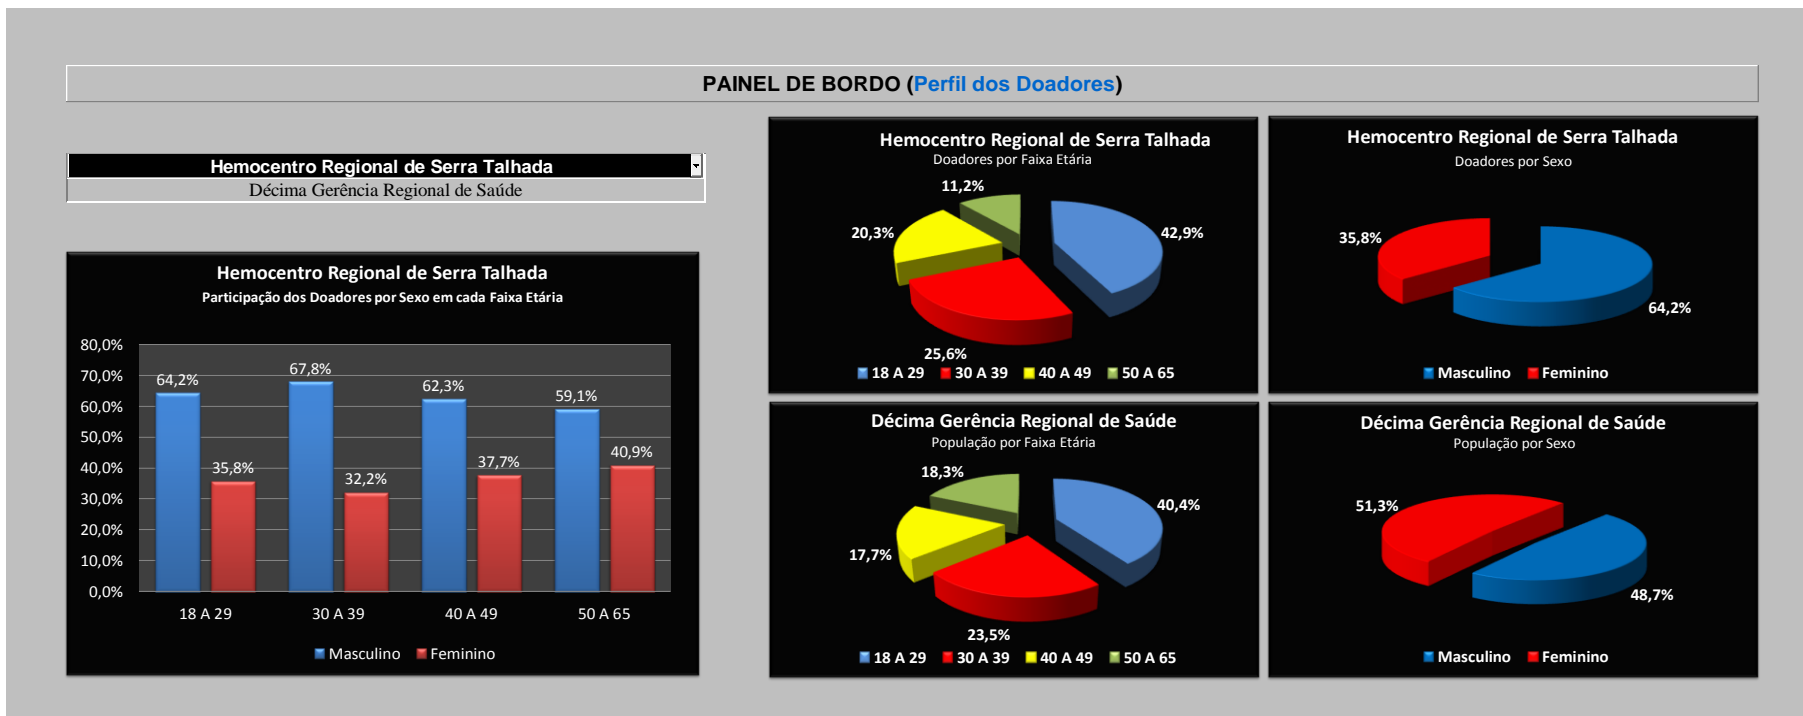 PAINEL DE BORDO (Perfil dos Doadores)
Hemocentro Regional de Serra Talhada
Décima Gerência Regional de Saúde
Hemocentro Regional de Serra Talhada
Participação dos Doadores por Sexo em cada Faixa Etária
80,0%
70,0%
60,0%
50,0%
40,0%
30,0%
20,0%
10,0%
0,0%
64,2%
35,8%
67,8%
32,2%
62,3%
37,7%
59,1%
40,9%
18 A 29
30 A 39
40 A 49
50 A 65
Masculino Feminino
Hemocentro Regional de Serra Talhada
Doadores por Faixa Etária
11,2%
20,3%
42,9%
25,6%
18 A 29 30 A 39 40 A 49 50 A 65
Hemocentro Regional de Serra Talhada
Doadores por Sexo
35,8%
64,2%
Masculino Feminino
Décima Gerência Regional de Saúde
População por Faixa Etária
18,3%
40,4%
17,7%
23,5%
18 A 29 30 A 39 40 A 49 50 A 65
Décima Gerência Regional de Saúde
População por Sexo
51,3%
48,7%
Masculino Feminino